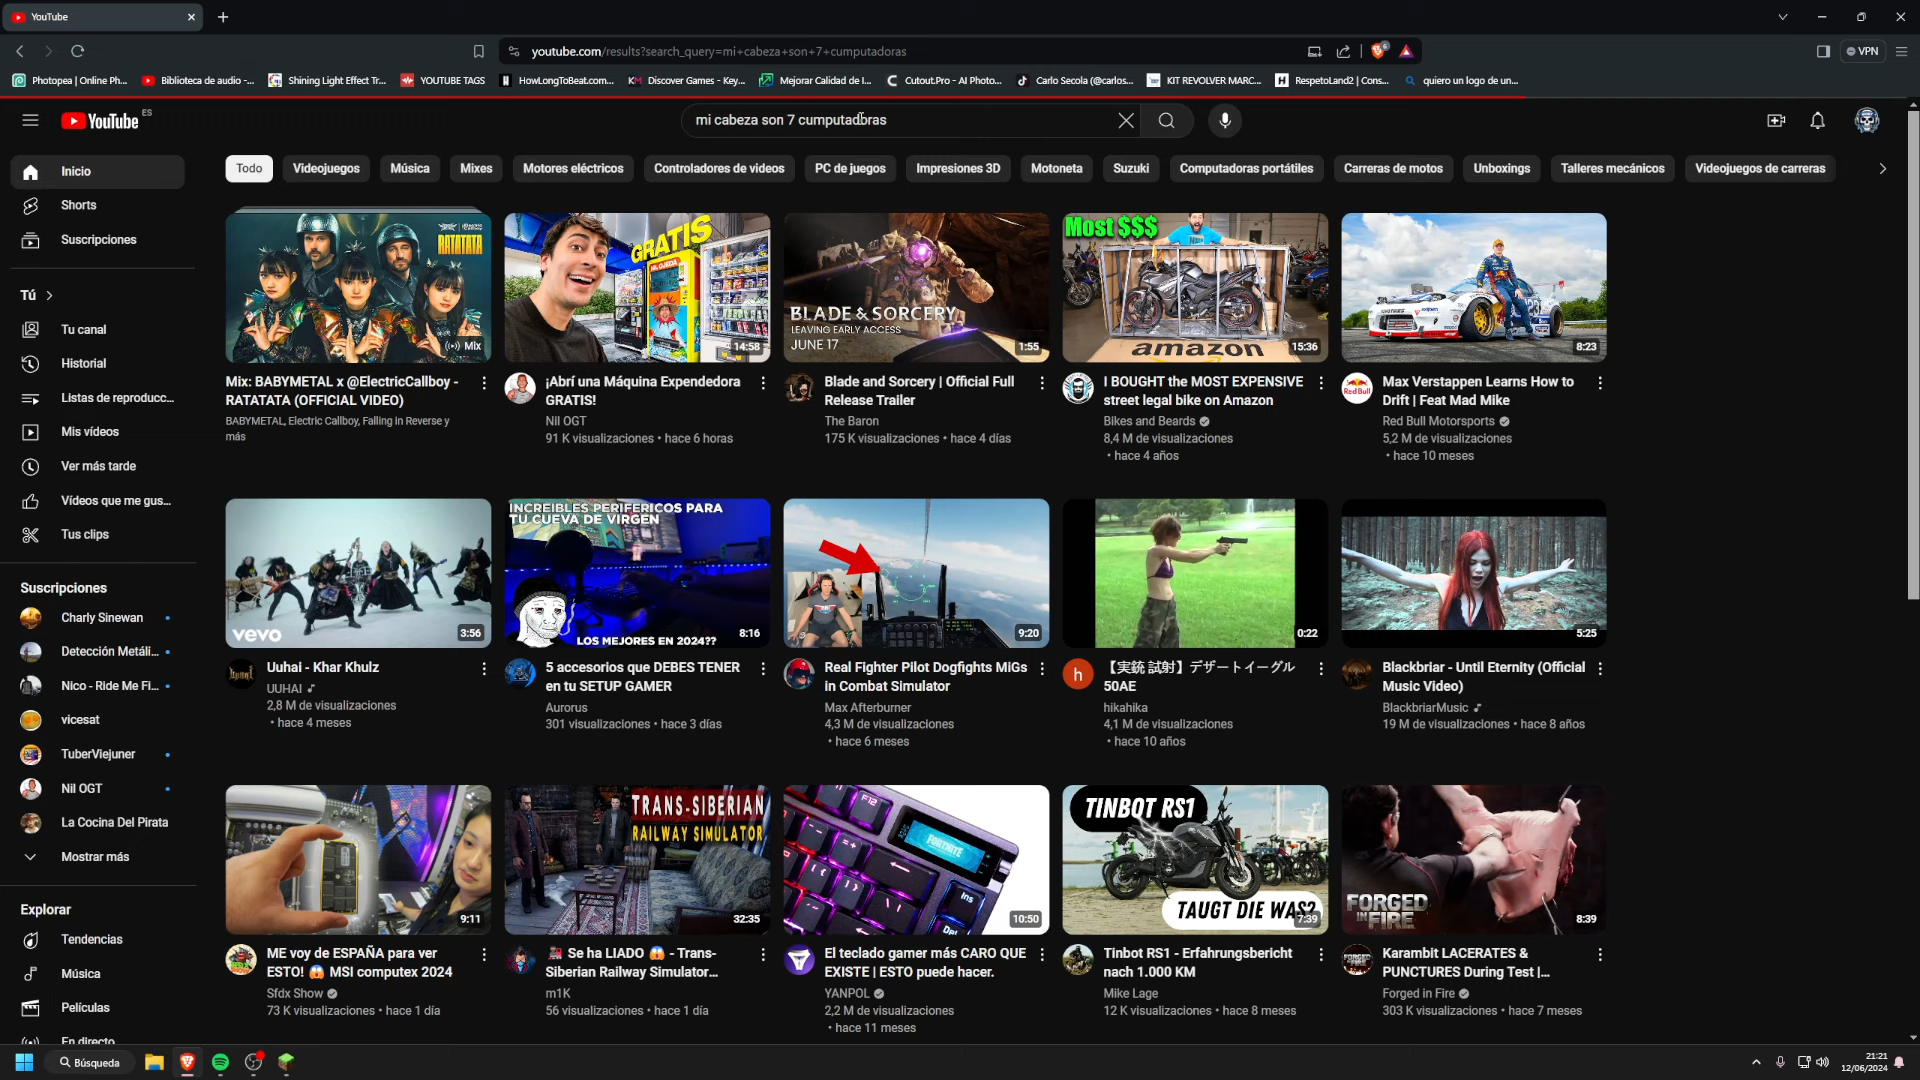 YouTube
youtube.com/results?search_query=mi+cabeza+son+7+cumputadoras
VPN
Photopea | Online Ph...
Biblioteca de audio -...
Shining Light Effect Tr...
YOUTUBE TAGS
HowLongToBeat.com...
Discover Games - Key...
Mejorar Calidad de I...
Cutout.Pro - AI Photo...
Carlo Secola (@carlos...
KIT REVOLVER MARC...
RespetoLand2 | Cons...
quiero un logo de un...
YouTube ES
mi cabeza son 7 cumputadoras
Inicio
Shorts
Suscripciones
Tú
Tu canal
Historial
Listas de reproducc...
Mis vídeos
Ver más tarde
Vídeos que me gus...
Tus clips
Suscripciones
Charly Sinewan
Detección Metáli...
Nico - Ride Me Fi...
vicesat
TuberViejuner
Nil OGT
La Cocina Del Pirata
Mostrar más
Explorar
Tendencias
Música
Películas
En directo
Todo
Videojuegos
Música
Mixes
Motores eléctricos
Controladores de videos
PC de juegos
Impresiones 3D
Motoneta
Suzuki
Computadoras portátiles
Carreras de motos
Unboxings
Talleres mecánicos
Videojuegos de carreras
RATATATA
Mix
Mix: BABYMETAL x @ElectricCallboy -
RATATATA (OFFICIAL VIDEO)
BABYMETAL, Electric Callboy, Falling In Reverse y
más
GRATIS
14:58
¡Abrí una Máquina Expendedora
GRATIS!
Nil OGT
91 K visualizaciones • hace 6 horas
BLADE & SORCERY
LEAVING EARLY ACCESS
JUNE 17
1:55
Blade and Sorcery | Official Full
Release Trailer
The Baron
175 K visualizaciones • hace 4 días
Most $$$
amazon
15:36
I BOUGHT the MOST EXPENSIVE
street legal bike on Amazon
Bikes and Beards
8,4 M de visualizaciones
• hace 4 años
8:23
Red Bull
Max Verstappen Learns How to
Drift | Feat Mad Mike
Red Bull Motorsports
5,2 M de visualizaciones
• hace 10 meses
vevo
3:56
Uuhai - Khar Khulz
UUHAI
2,8 M de visualizaciones
• hace 4 meses
INCREIBLES PERIFERICOS PARA
TU CUEVA DE VIRGEN
LOS MEJORES EN 2024??
8:16
5 accesorios que DEBES TENER
en tu SETUP GAMER
Aurorus
301 visualizaciones • hace 3 días
9:20
Real Fighter Pilot Dogfights MiGs
in Combat Simulator
Max Afterburner
4,3 M de visualizaciones
• hace 6 meses
0:22
h
【実銃 試射】デザートイーグル
50AE
hikahika
4,1 M de visualizaciones
• hace 10 años
5:25
Blackbriar - Until Eternity (Official
Music Video)
BlackbriarMusic
19 M de visualizaciones • hace 8 años
9:11
ME voy de ESPAÑA para ver
ESTO! 😱 MSI computex 2024
Sfdx Show
73 K visualizaciones • hace 1 día
TRANS-SIBERIAN
RAILWAY SIMULATOR
32:35
🚂 Se ha LIADO 😱 - Trans-
Siberian Railway Simulator...
m1K
56 visualizaciones • hace 1 día
F12
FORTNITE
Ins
10:50
El teclado gamer más CARO QUE
EXISTE | ESTO puede hacer.
YANPOL
2,2 M de visualizaciones
• hace 11 meses
TINBOT RS1
TAUGT DIE WAS?
7:39
Tinbot RS1 - Erfahrungsbericht
nach 1.000 KM
Mike Lage
12 K visualizaciones • hace 8 meses
FORGED
IN FIRE
8:39
Karambit LACERATES &
PUNCTURES During Test |...
Forged in Fire
303 K visualizaciones • hace 7 meses
Búsqueda
21:21
12/06/2024